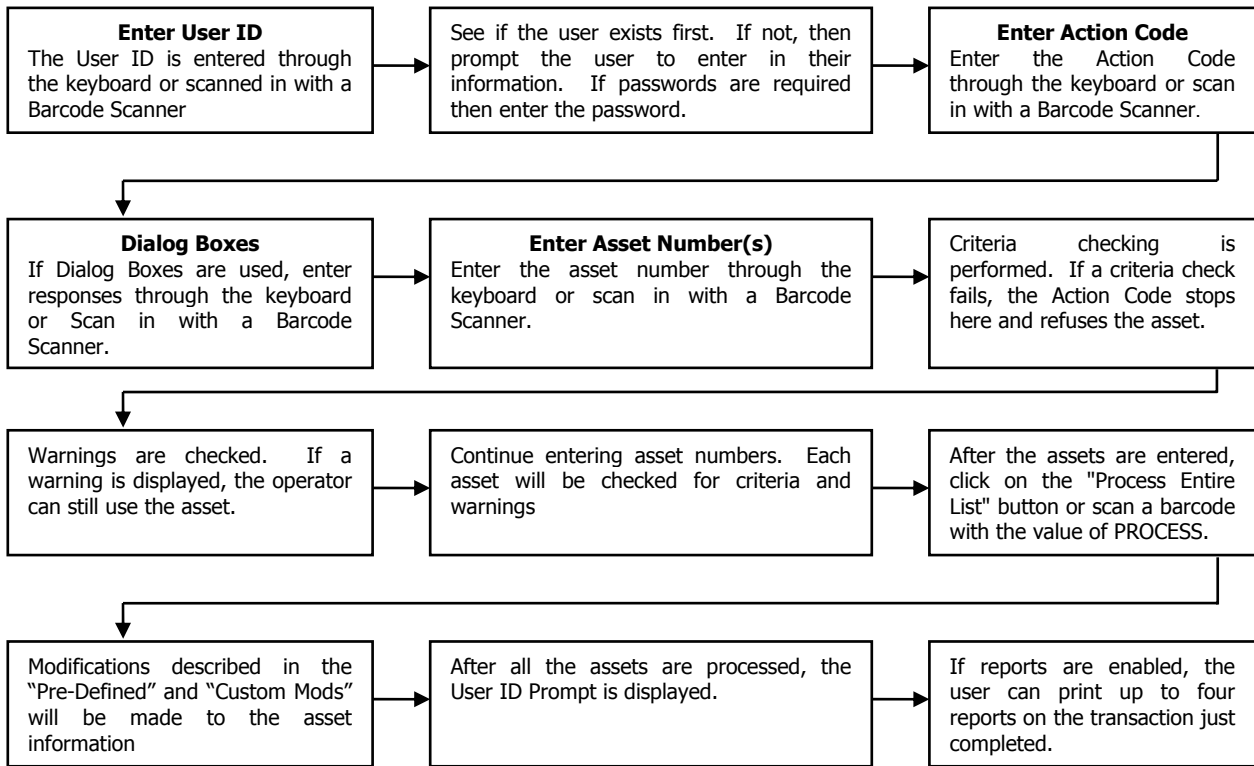 Enter User ID
The User ID is entered through
the keyboard or scanned in with a
Barcode Scanner
See if the user exists first. If not, then
prompt the user to enter in their
information. If passwords are required
then enter the password.
Enter Action Code
Enter the Action Code
through the keyboard or scan
in with a Barcode Scanner.
Dialog Boxes
If Dialog Boxes are used, enter
responses through the keyboard
or Scan in with a Barcode
Scanner.
Enter Asset Number(s)
Enter the asset number through the
keyboard or scan in with a Barcode
Scanner.
Criteria checking is
performed. If a criteria check
fails, the Action Code stops
here and refuses the asset.
Warnings are checked. If a
warning is displayed, the operator
can still use the asset.
Continue entering asset numbers. Each
asset will be checked for criteria and
warnings
After the assets are entered,
click on the "Process Entire
List" button or scan a barcode
with the value of PROCESS.
Modifications described in the
“Pre-Defined” and “Custom Mods”
will be made to the asset
information
After all the assets are processed, the
User ID Prompt is displayed.
If reports are enabled, the
user can print up to four
reports on the transaction just
completed.